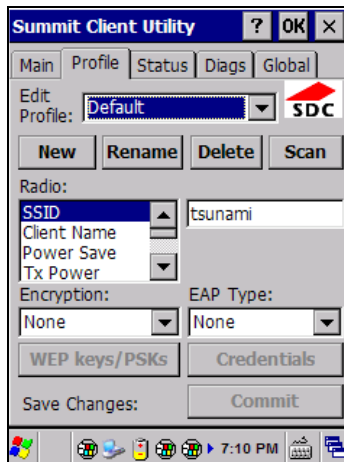 Summit Client Utility ? OK ×
Main Profile Status Diags Global
Edit Profile: Default SDC
New Rename Delete Scan
Radio:
SSID tsunami
Client Name
Power Save
Tx Power
Encryption: EAP Type:
None None
WEP keys/PSKs Credentials
Save Changes: Commit
7:10 PM